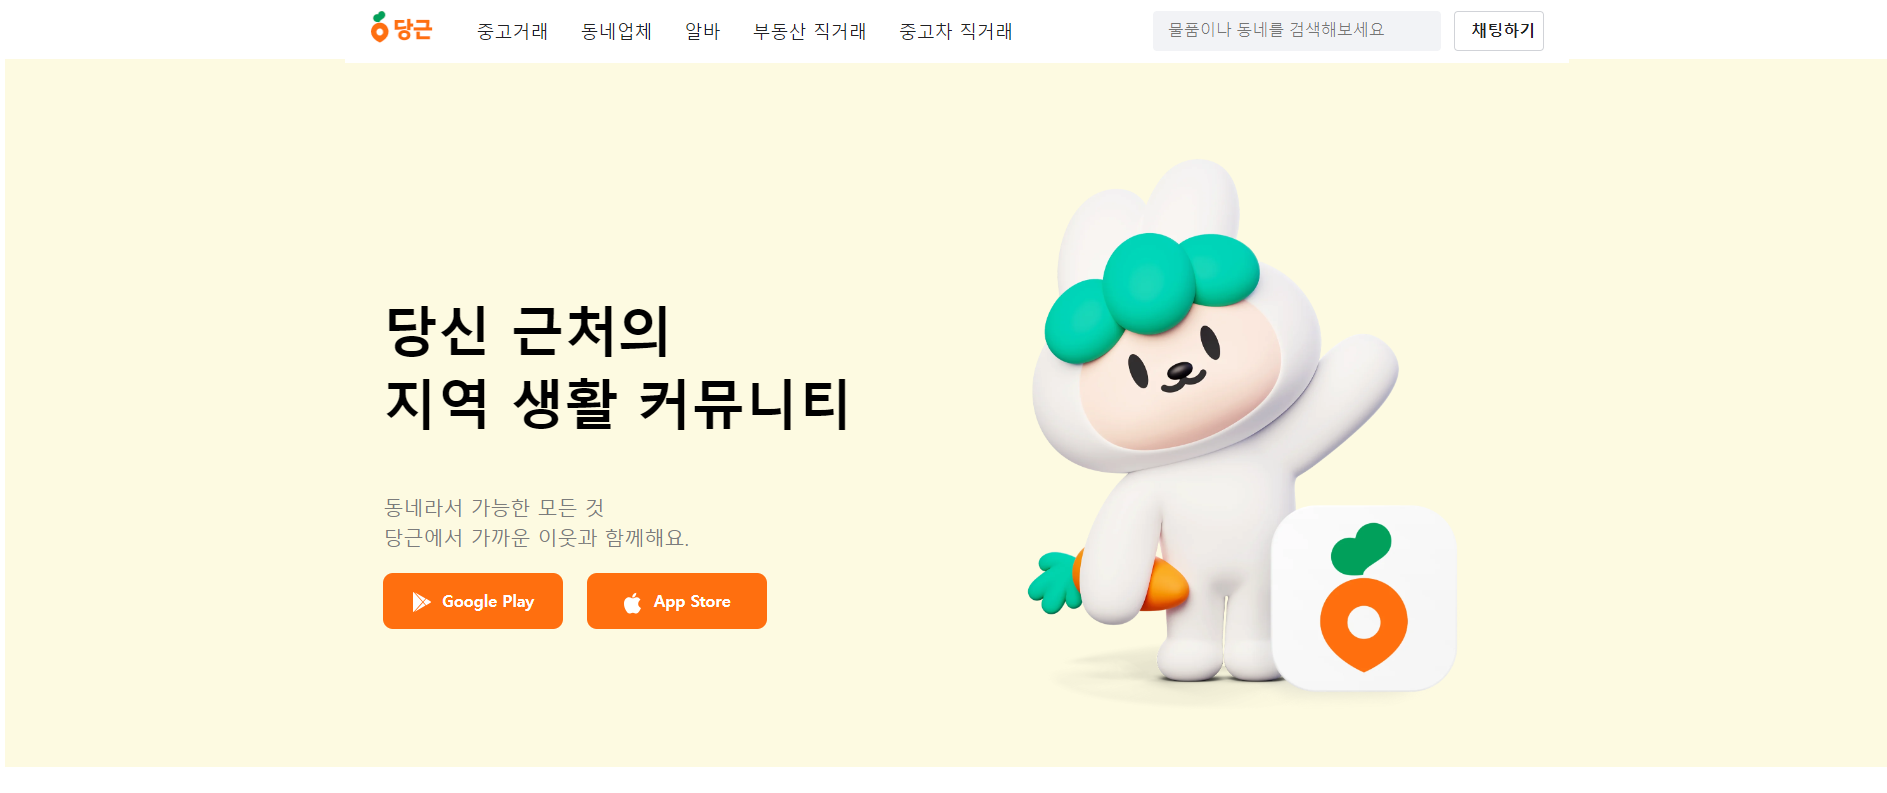 당근
중고거래
동네업체
알바
부동산 직거래
중고차 직거래
물품이나 동네를 검색해보세요
채팅하기
당신 근처의
지역 생활 커뮤니티
동네라서 가능한 모든 것
당근에서 가까운 이웃과 함께해요.
Google Play
App Store